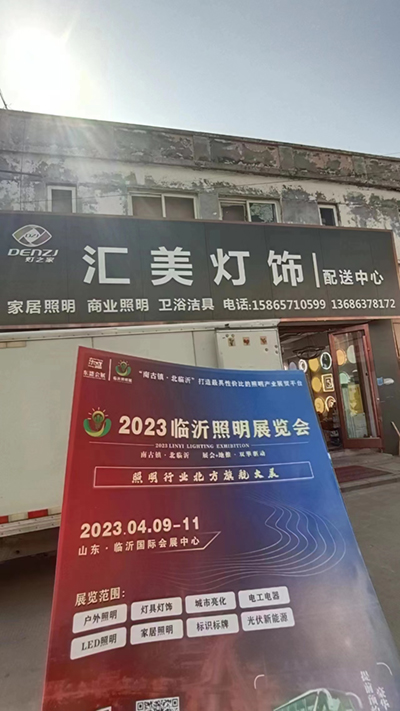 DENZJ
灯之家
汇美灯饰|配送中心
家居照明 商业照明 卫浴洁具 电话:15865710599 13686378172
"南古镇·北临沂"打造最具性价比的照明产业展贸平台
2023临沂照明展览会
2023 LINYI LIGHTING EXHIBITION
南古镇·北临沂 展会+地推·双擎驱动
照明行业北方旗舰大展
2023.04.09-11
山东·临沂国际会展中心
展览范围:
户外照明 灯具灯饰 城市亮化 电工电器
LED照明 家居照明 标识标牌 光伏新能源